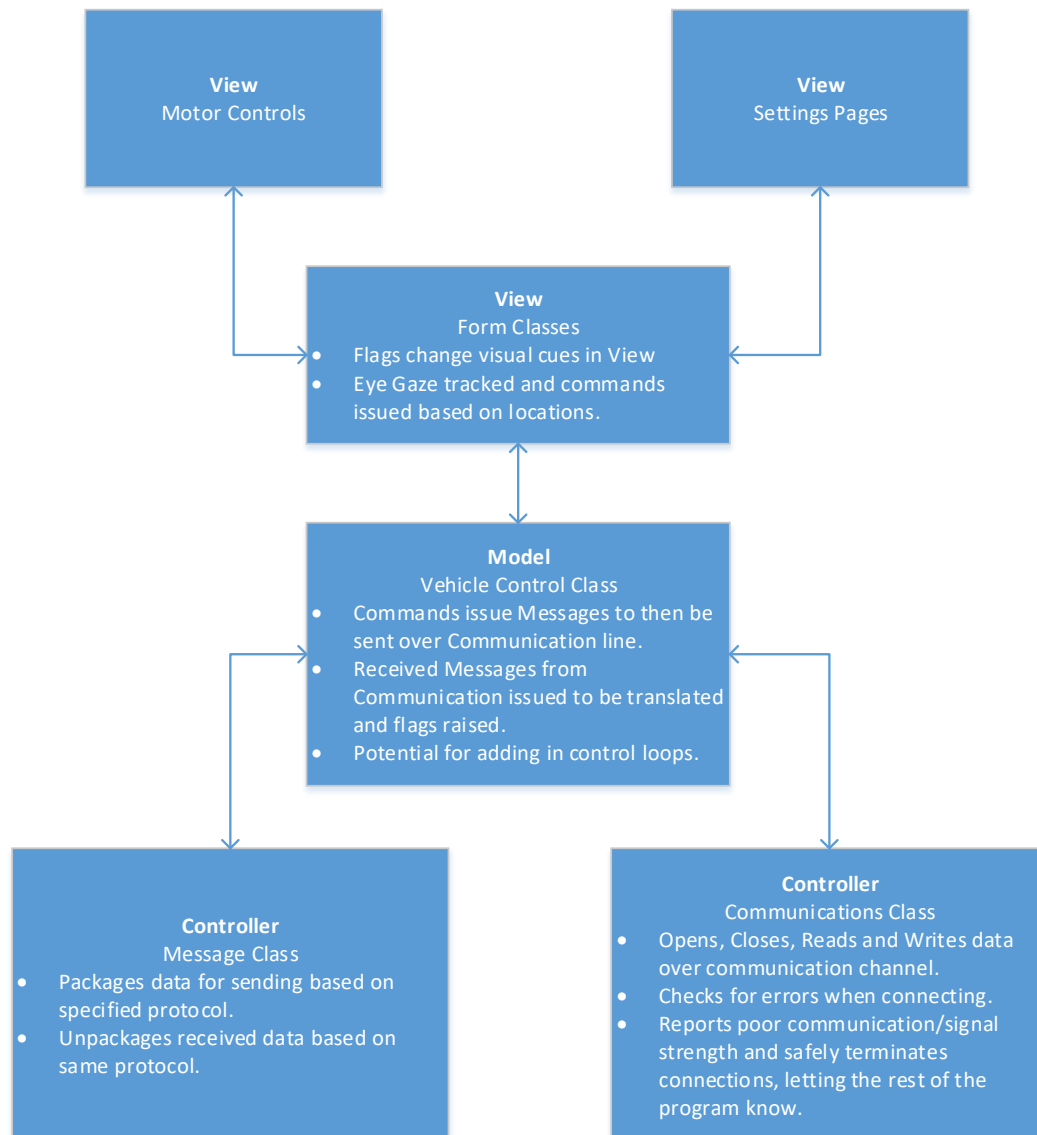 View
Motor Controls
View
Settings Pages
View
Form Classes
• Flags change visual cues in View
• Eye Gaze tracked and commands
issued based on locations.
Model
Vehicle Control Class
• Commands issue Messages to then be
sent over Communication line.
• Received Messages from
Communication issued to be translated
and flags raised.
• Potential for adding in control loops.
Controller
Message Class
• Packages data for sending based on
specified protocol.
• Unpackages received data based on
same protocol.
Controller
Communications Class
• Opens, Closes, Reads and Writes data
over communication channel.
• Checks for errors when connecting.
• Reports poor communication/signal
strength and safely terminates
connections, letting the rest of the
program know.